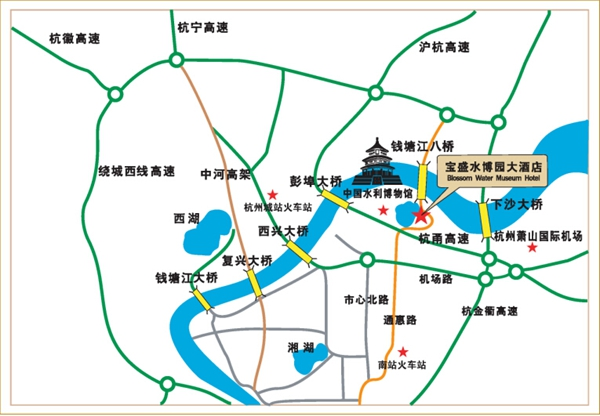 杭徽高速
杭宁高速
沪杭高速
钱塘江八桥
宝盛水博园大酒店
Blossom Water Museum Hotel
绕城西线高速
中河高架
彭埠大桥
中国水利博物馆
杭州城站火车站
下沙大桥
西湖
西兴大桥
杭甬高速
杭州萧山国际机场
复兴大桥
钱塘江大桥
机场路
市心北路
通惠路
杭金衢高速
湘湖
南站火车站